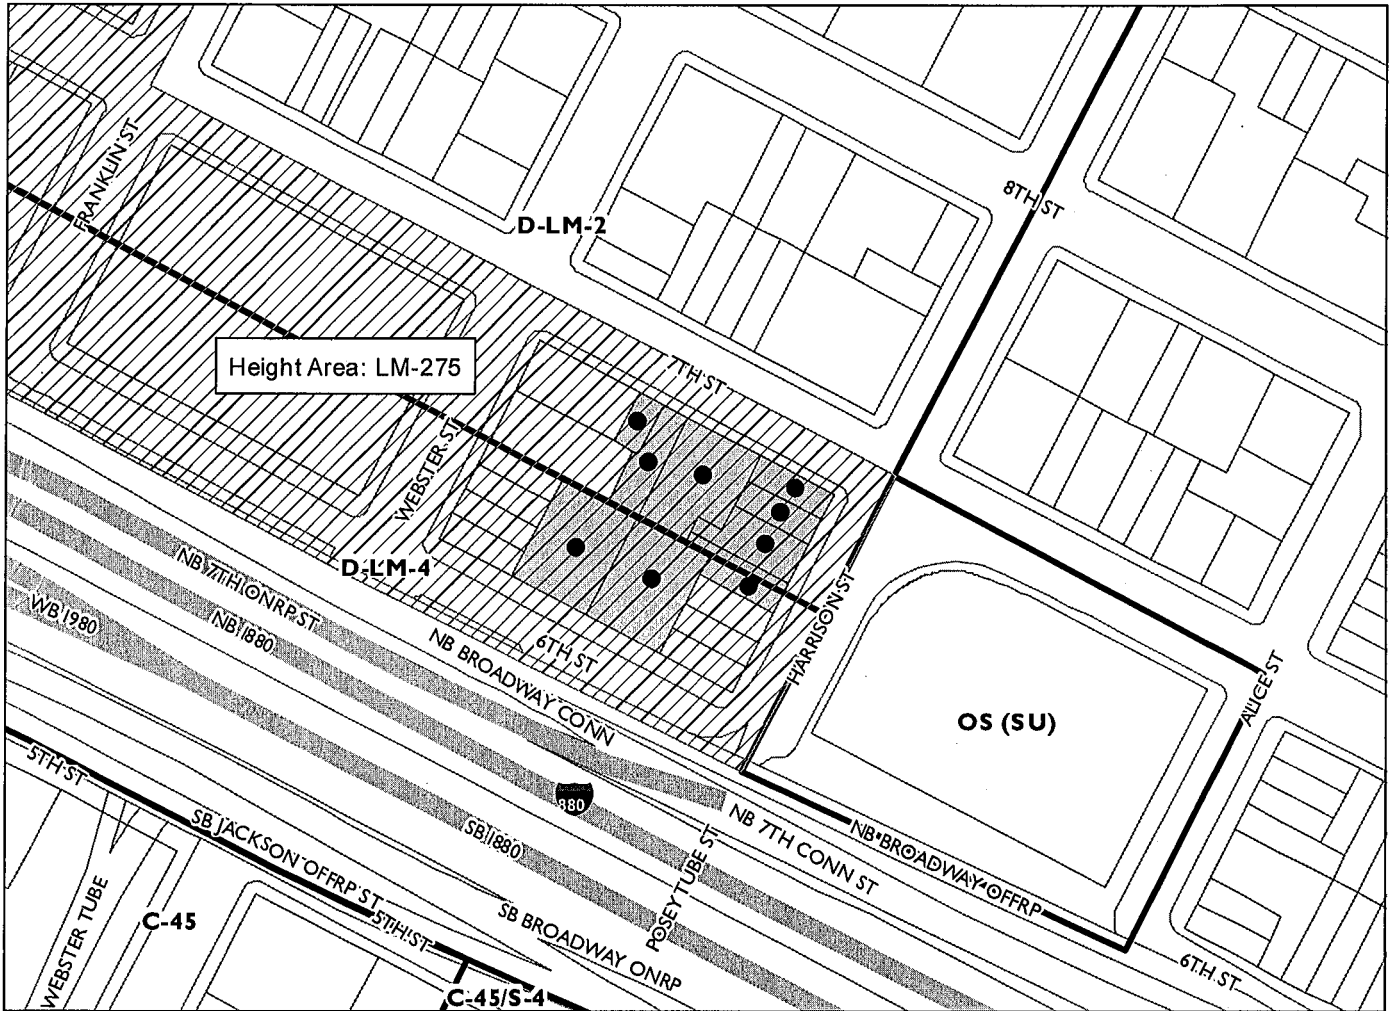 FRANKLIN ST
8TH ST
D-LM-2
7TH ST
Height Area: LM-275
WEBSTER ST
D-LM-4
HARRISON ST
ALICE ST
OS (SU)
NB 7TH ONRP ST
NB I880
WB I980
6TH ST
NB BROADWAY CONN
5TH ST
880
NB 7TH CONN ST
NB BROADWAY OFFRP
SB JACKSON OFFRP ST
SB I880
POSEY TUBE ST
6TH ST
WEBSTER TUBE
C-45
5TH ST
SB BROADWAY ONRP
C-45/S-4